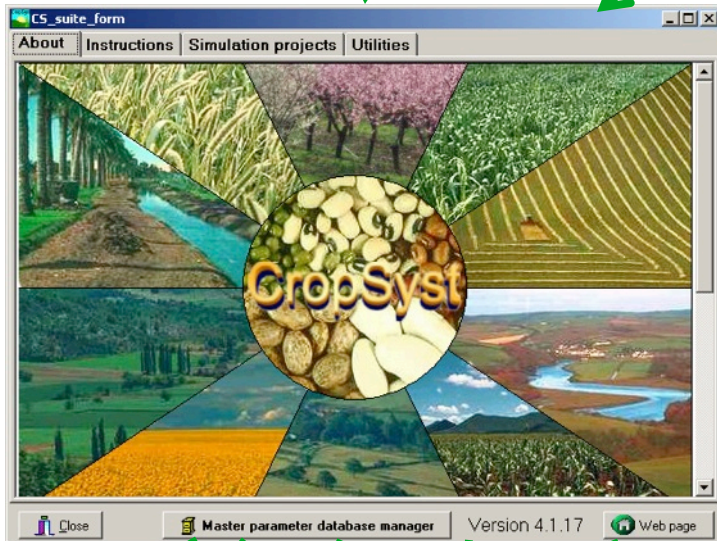 CS_suite_form
About Instructions Simulation projects Utilities
CropSyst
Close Master parameter database manager Version 4.1.17 Web page